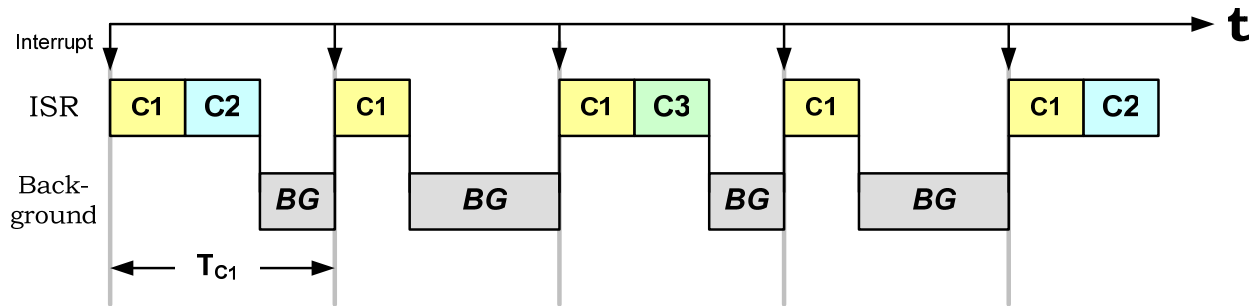 t
Interrupt
ISR
C1 C2 C1 C1 C3 C1 C1 C2
Back-
ground
BG BG BG BG
TC1